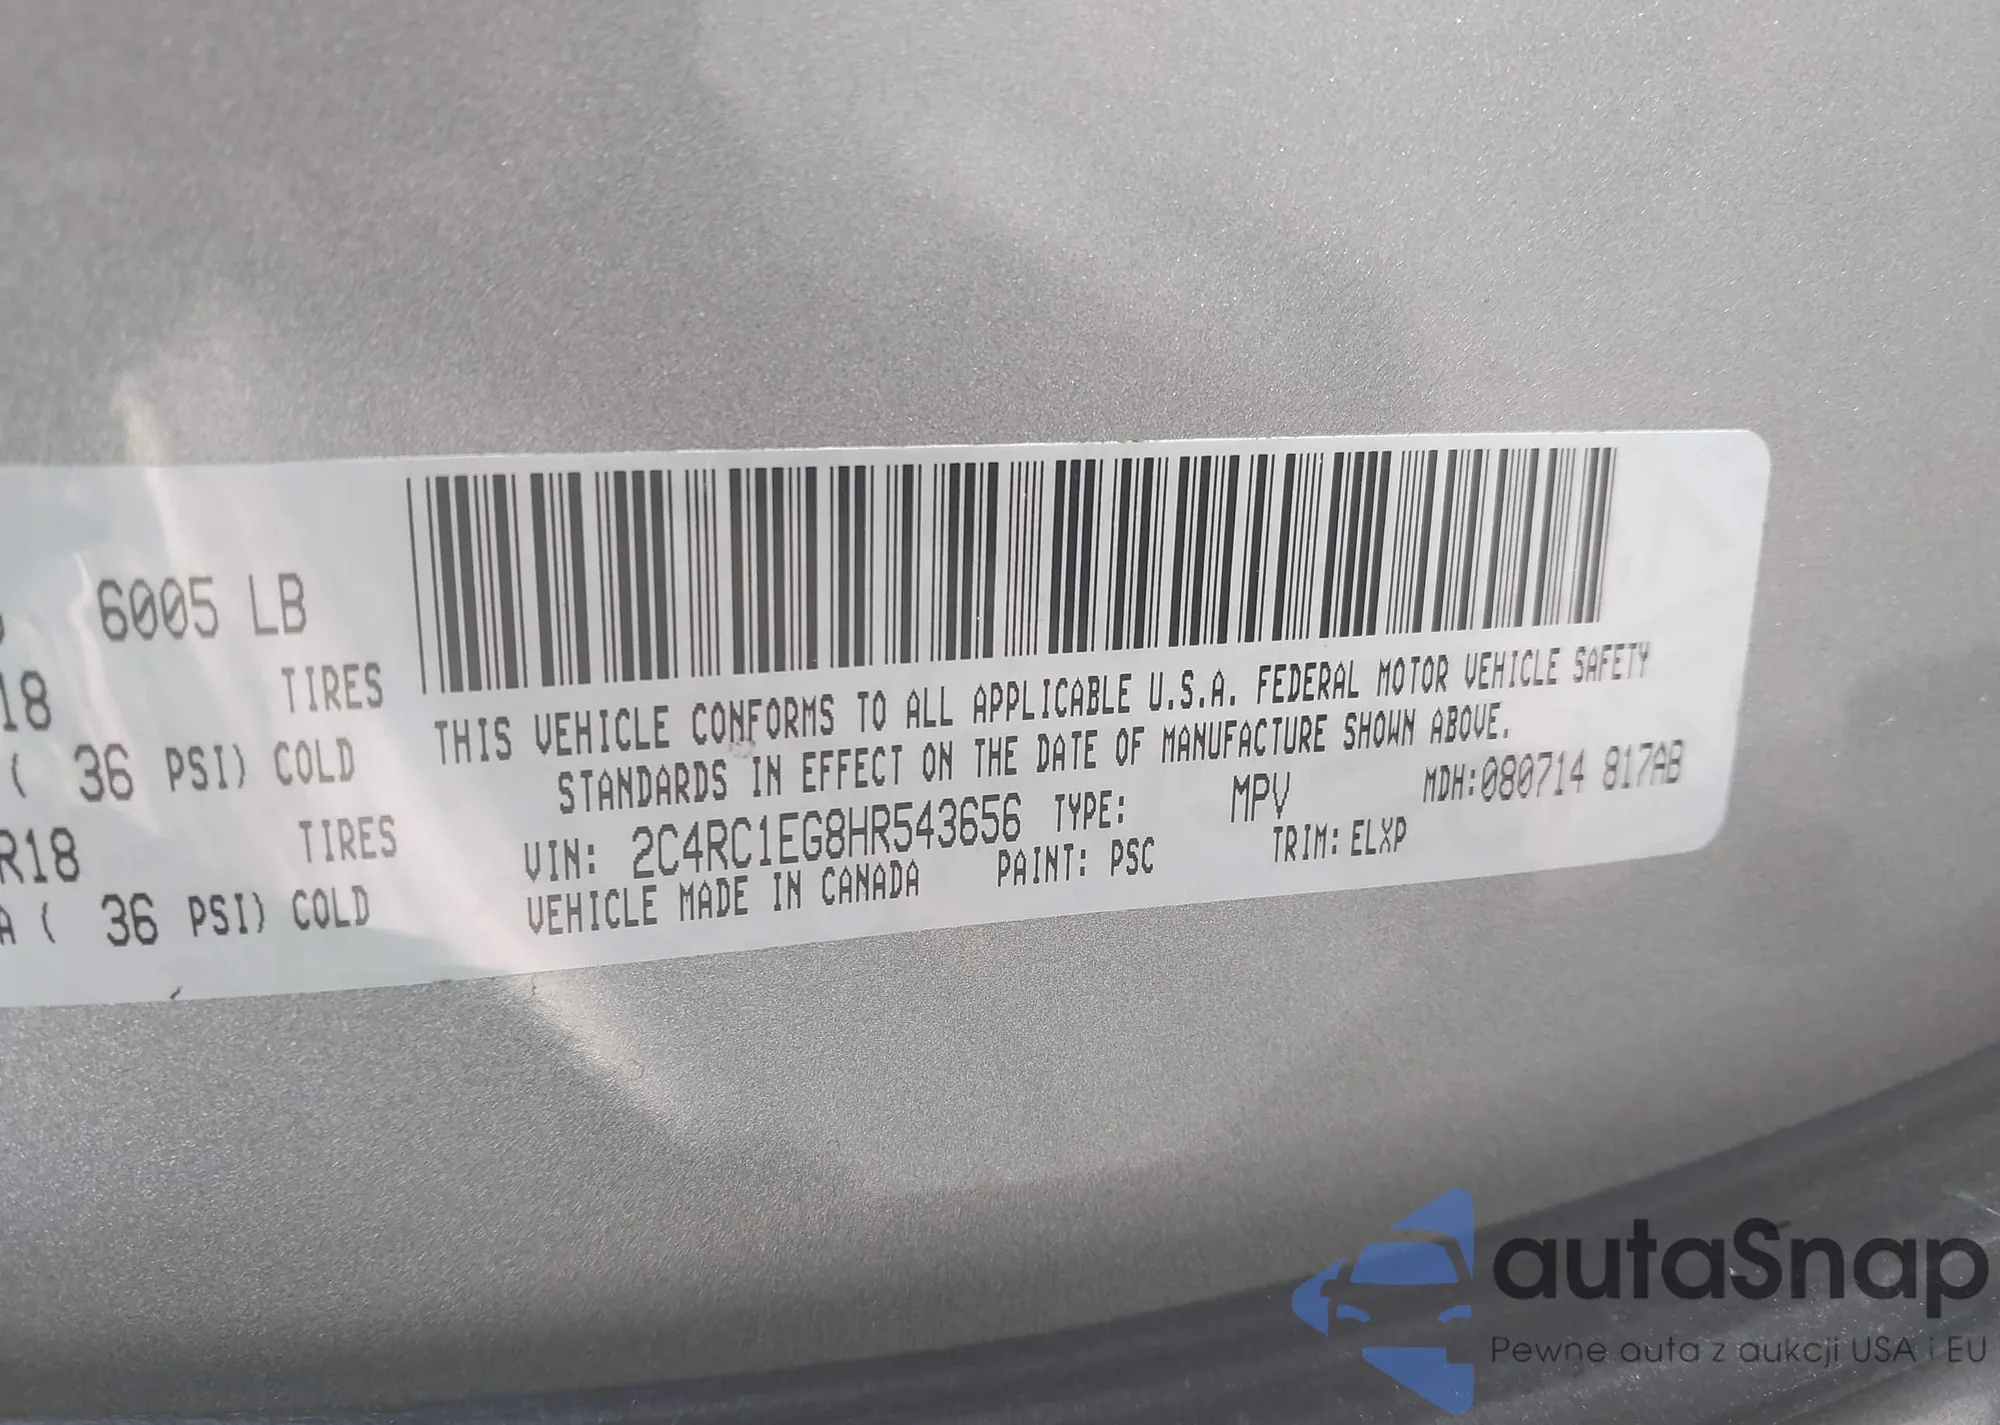 6005 LB
18 TIRES
( 36 PSI) COLD
R18 TIRES
A ( 36 PSI) COLD
THIS VEHICLE CONFORMS TO ALL APPLICABLE U.S.A. FEDERAL MOTOR VEHICLE SAFETY
STANDARDS IN EFFECT ON THE DATE OF MANUFACTURE SHOWN ABOVE.
VIN: 2C4RC1EG8HR543656 TYPE: MPV MDH:080714 817AB
VEHICLE MADE IN CANADA PAINT: PSC TRIM: ELXP
autaSnap
Pewne auta z aukcji USA i EU